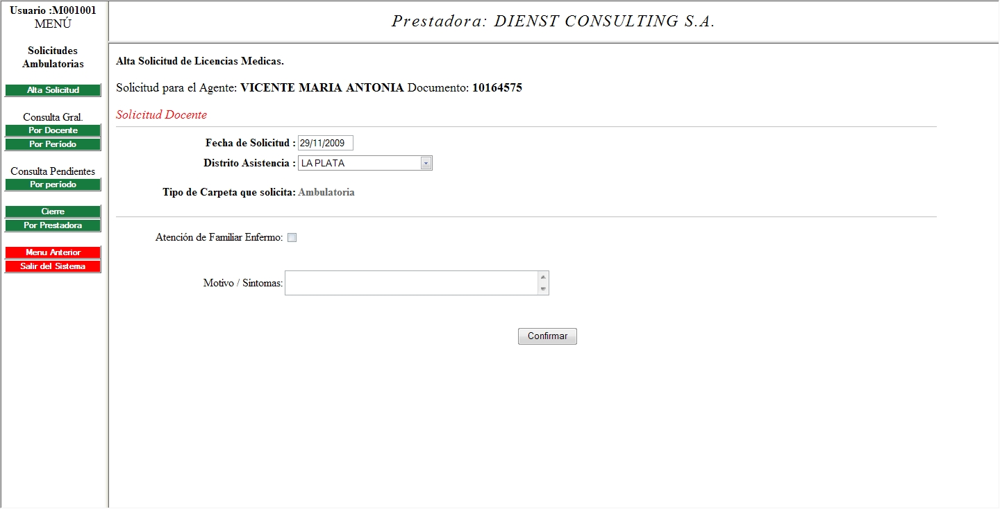 Usuario :M001001
MENÚ
Solicitudes
Ambulatorias
Alta Solicitud
Consulta Gral.
Por Docente
Por Período
Consulta Pendientes
Por período
Cierre
Por Prestadora
Menu Anterior
Salir del Sistema
Prestadora: DIENST CONSULTING S.A.
Alta Solicitud de Licencias Medicas.
Solicitud para el Agente: VICENTE MARIA ANTONIA Documento: 10164575
Solicitud Docente
Fecha de Solicitud : 29/11/2009
Distrito Asistencia : LA PLATA
Tipo de Carpeta que solicita: Ambulatoria
Atención de Familiar Enfermo:
Motivo / Síntomas:
Confirmar